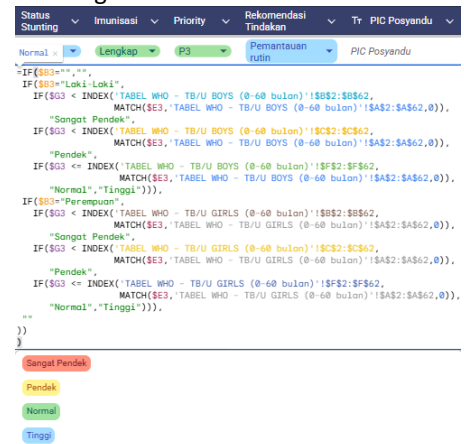 Status Stunting
Imunisasi
Priority
Rekomendasi Tindakan
Tr PIC Posyandu
Normal ×
Lengkap
P3
Pemantauan rutin
PIC Posyandu
=IF($B3="","",
IF($B3="Laki-Laki",
IF($G3 < INDEX('TABEL WHO - TB/U BOYS (0-60 bulan)'!$B$2:$B$62,
MATCH($E3,'TABEL WHO - TB/U BOYS (0-60 bulan)'!$A$2:$A$62,0)),
"Sangat Pendek",
IF($G3 < INDEX('TABEL WHO - TB/U BOYS (0-60 bulan)'!$C$2:$C$62,
MATCH($E3,'TABEL WHO - TB/U BOYS (0-60 bulan)'!$A$2:$A$62,0)),
"Pendek",
IF($G3 <= INDEX('TABEL WHO - TB/U BOYS (0-60 bulan)'!$F$2:$F$62,
MATCH($E3,'TABEL WHO - TB/U BOYS (0-60 bulan)'!$A$2:$A$62,0)),
"Normal","Tinggi"))),
IF($B3="Perempuan",
IF($G3 < INDEX('TABEL WHO - TB/U GIRLS (0-60 bulan)'!$B$2:$B$62,
MATCH($E3,'TABEL WHO - TB/U GIRLS (0-60 bulan)'!$A$2:$A$62,0)),
"Sangat Pendek",
IF($G3 < INDEX('TABEL WHO - TB/U GIRLS (0-60 bulan)'!$C$2:$C$62,
MATCH($E3,'TABEL WHO - TB/U GIRLS (0-60 bulan)'!$A$2:$A$62,0)),
"Pendek",
IF($G3 <= INDEX('TABEL WHO - TB/U GIRLS (0-60 bulan)'!$F$2:$F$62,
MATCH($E3,'TABEL WHO - TB/U GIRLS (0-60 bulan)'!$A$2:$A$62,0)),
"Normal","Tinggi"))),
""
))
)
Sangat Pendek
Pendek
Normal
Tinggi